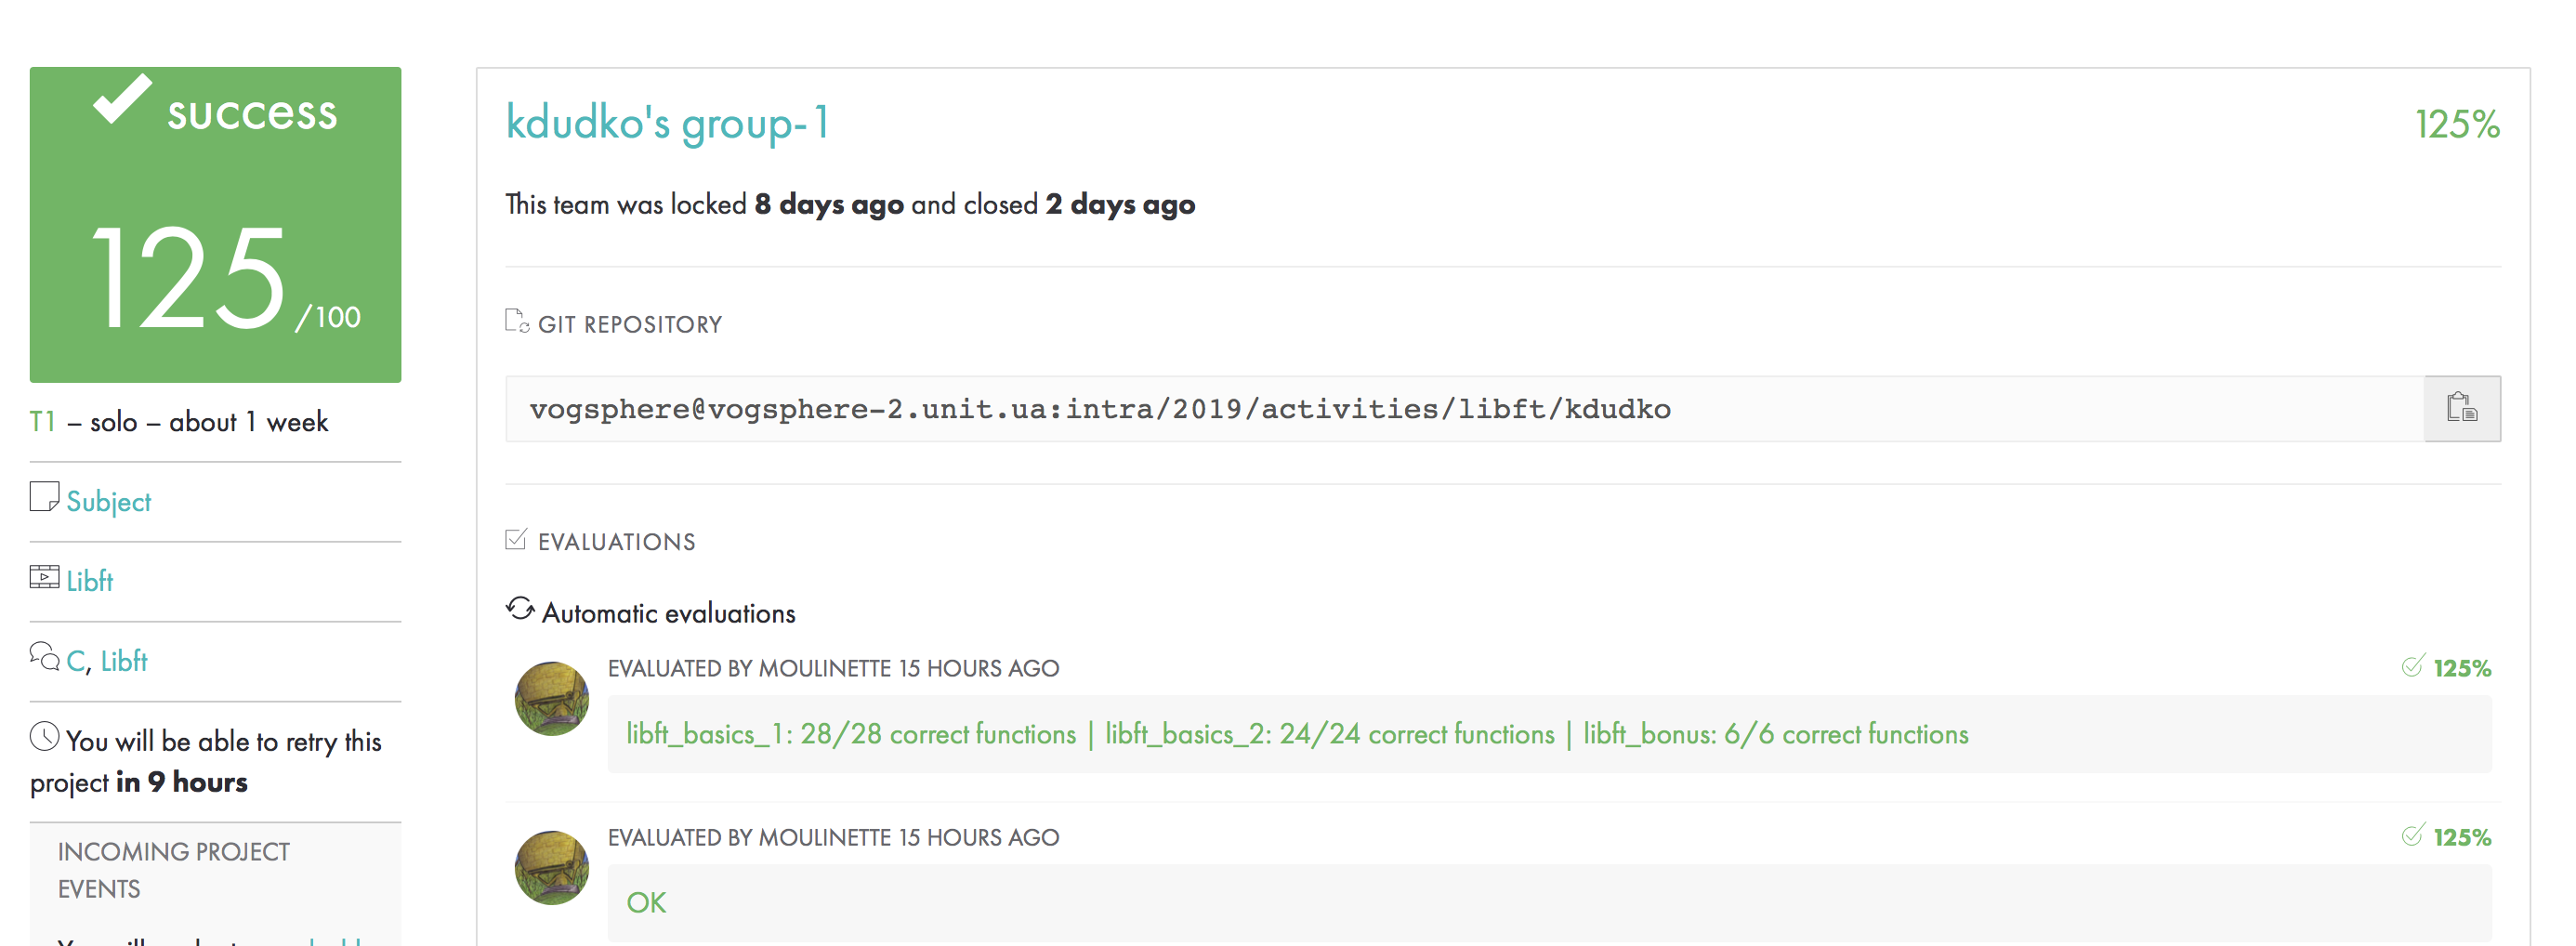 success
125 /100
T1 – solo – about 1 week
Subject
Libft
C, Libft
You will be able to retry this
project in 9 hours
INCOMING PROJECT
EVENTS
kdudko's group-1
125%
This team was locked 8 days ago and closed 2 days ago
GIT REPOSITORY
vogsphere@vogsphere-2.unit.ua:intra/2019/activities/libft/kdudko
EVALUATIONS
Automatic evaluations
EVALUATED BY MOULINETTE 15 HOURS AGO
125%
libft_basics_1: 28/28 correct functions | libft_basics_2: 24/24 correct functions | libft_bonus: 6/6 correct functions
EVALUATED BY MOULINETTE 15 HOURS AGO
125%
OK